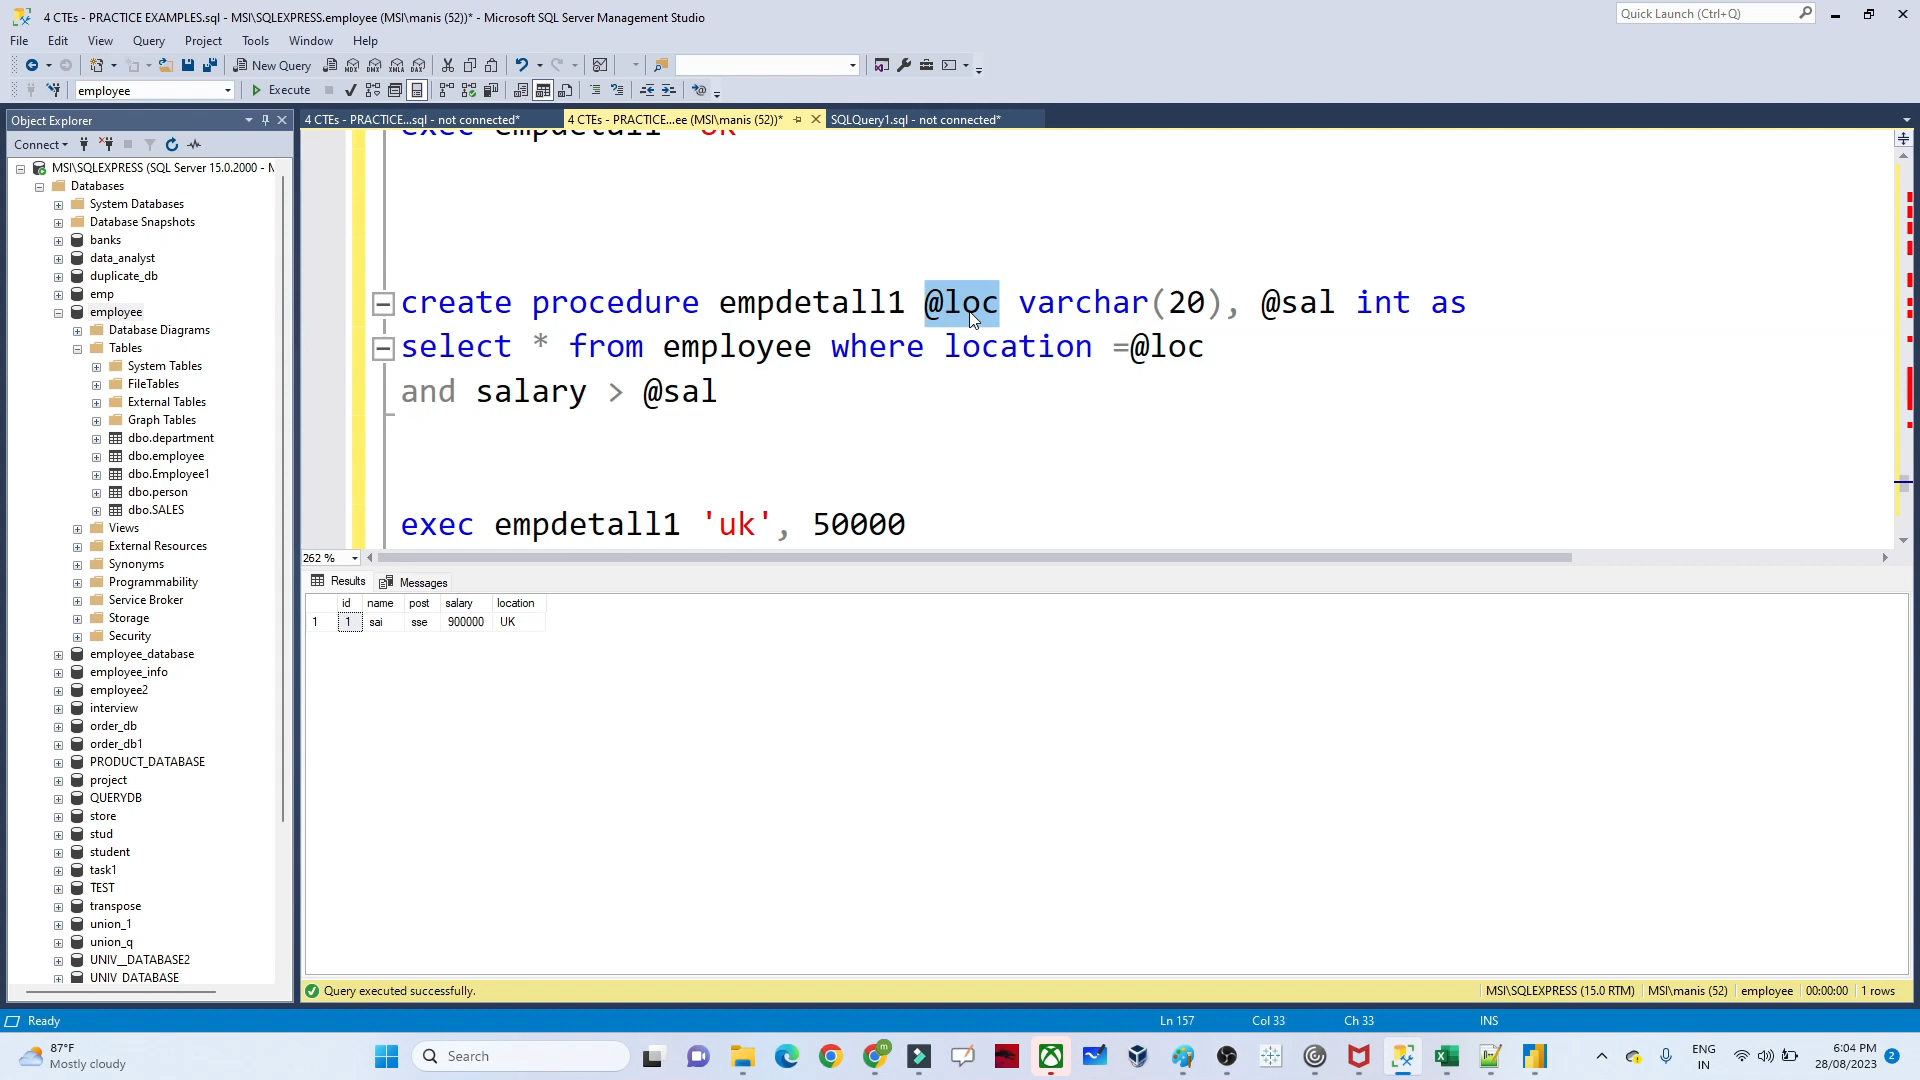 4 CTEs - PRACTICE EXAMPLES.sql - MSI\SQLEXPRESS.employee (MSI\manis (52))* - Microsoft SQL Server Management Studio
Quick Launch (Ctrl+Q)
File Edit View Query Project Tools Window Help
New Query
employee
Execute
Object Explorer
4 CTEs - PRACTICE...sql - not connected*
4 CTEs - PRACTICE...ee (MSI\manis (52))*
SQLQuery1.sql - not connected*
Connect
MSI\SQLEXPRESS (SQL Server 15.0.2000 -
Databases
System Databases
Database Snapshots
banks
data_analyst
duplicate_db
emp
employee
Database Diagrams
Tables
System Tables
FileTables
External Tables
Graph Tables
dbo.department
dbo.employee
dbo.Employee1
dbo.person
dbo.SALES
Views
External Resources
Synonyms
Programmability
Service Broker
Storage
Security
employee_database
employee_info
employee2
interview
order_db
order_db1
PRODUCT_DATABASE
project
QUERYDB
store
stud
student
task1
TEST
transpose
union_1
union_q
UNIV__DATABASE2
UNIV_DATABASE
exec empdetall 'uk'
create procedure empdetall1 @loc varchar(20), @sal int as
select * from employee where location =@loc
and salary > @sal
exec empdetall1 'uk', 50000
262 %
Results Messages
id name post salary location
1 1 sai sse 900000 UK
Query executed successfully.
MSI\SQLEXPRESS (15.0 RTM) MSI\manis (52) employee 00:00:00 1 rows
Ready
Ln 157 Col 33 Ch 33 INS
87°F
Mostly cloudy
Search
ENG
IN
6:04 PM
28/08/2023
2